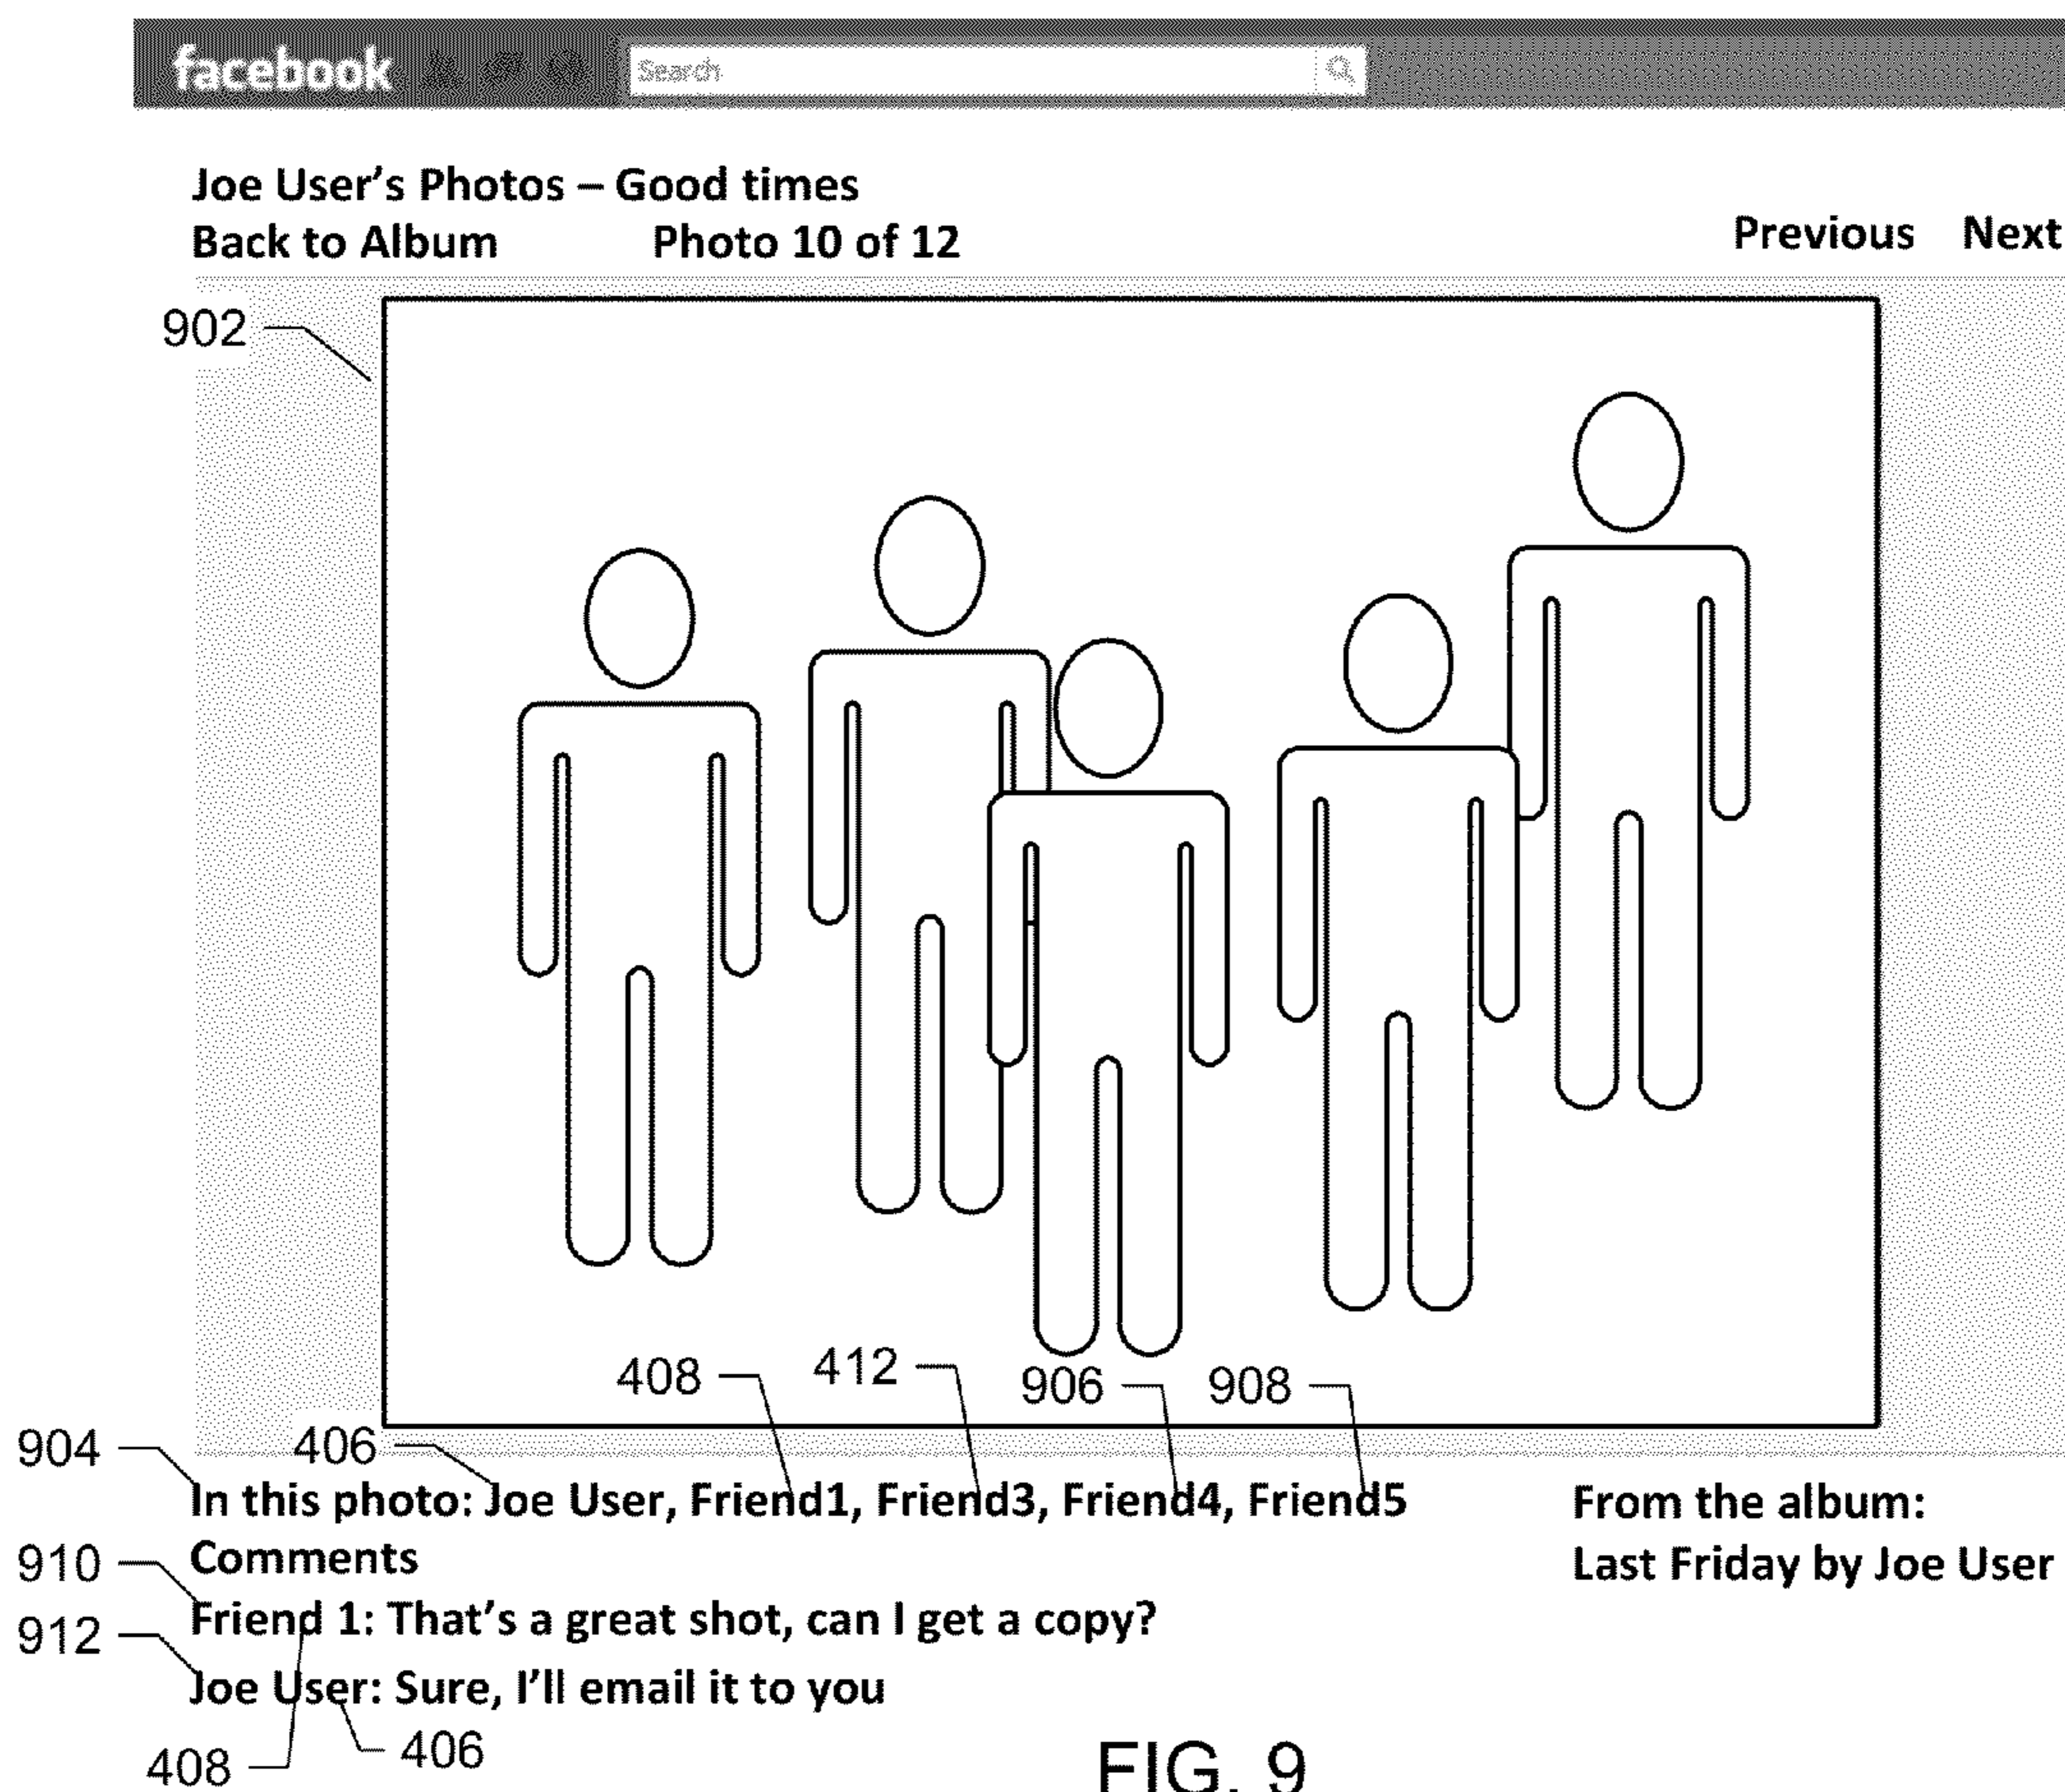 facebook Search
Joe User's Photos – Good times
Back to Album Photo 10 of 12 Previous Next
902
408 412 906 908
904 406
In this photo: Joe User, Friend1, Friend3, Friend4, Friend5 From the album:
910 Comments Last Friday by Joe User
Friend 1: That's a great shot, can I get a copy?
912
Joe User: Sure, I'll email it to you
408 406
FIG. 9